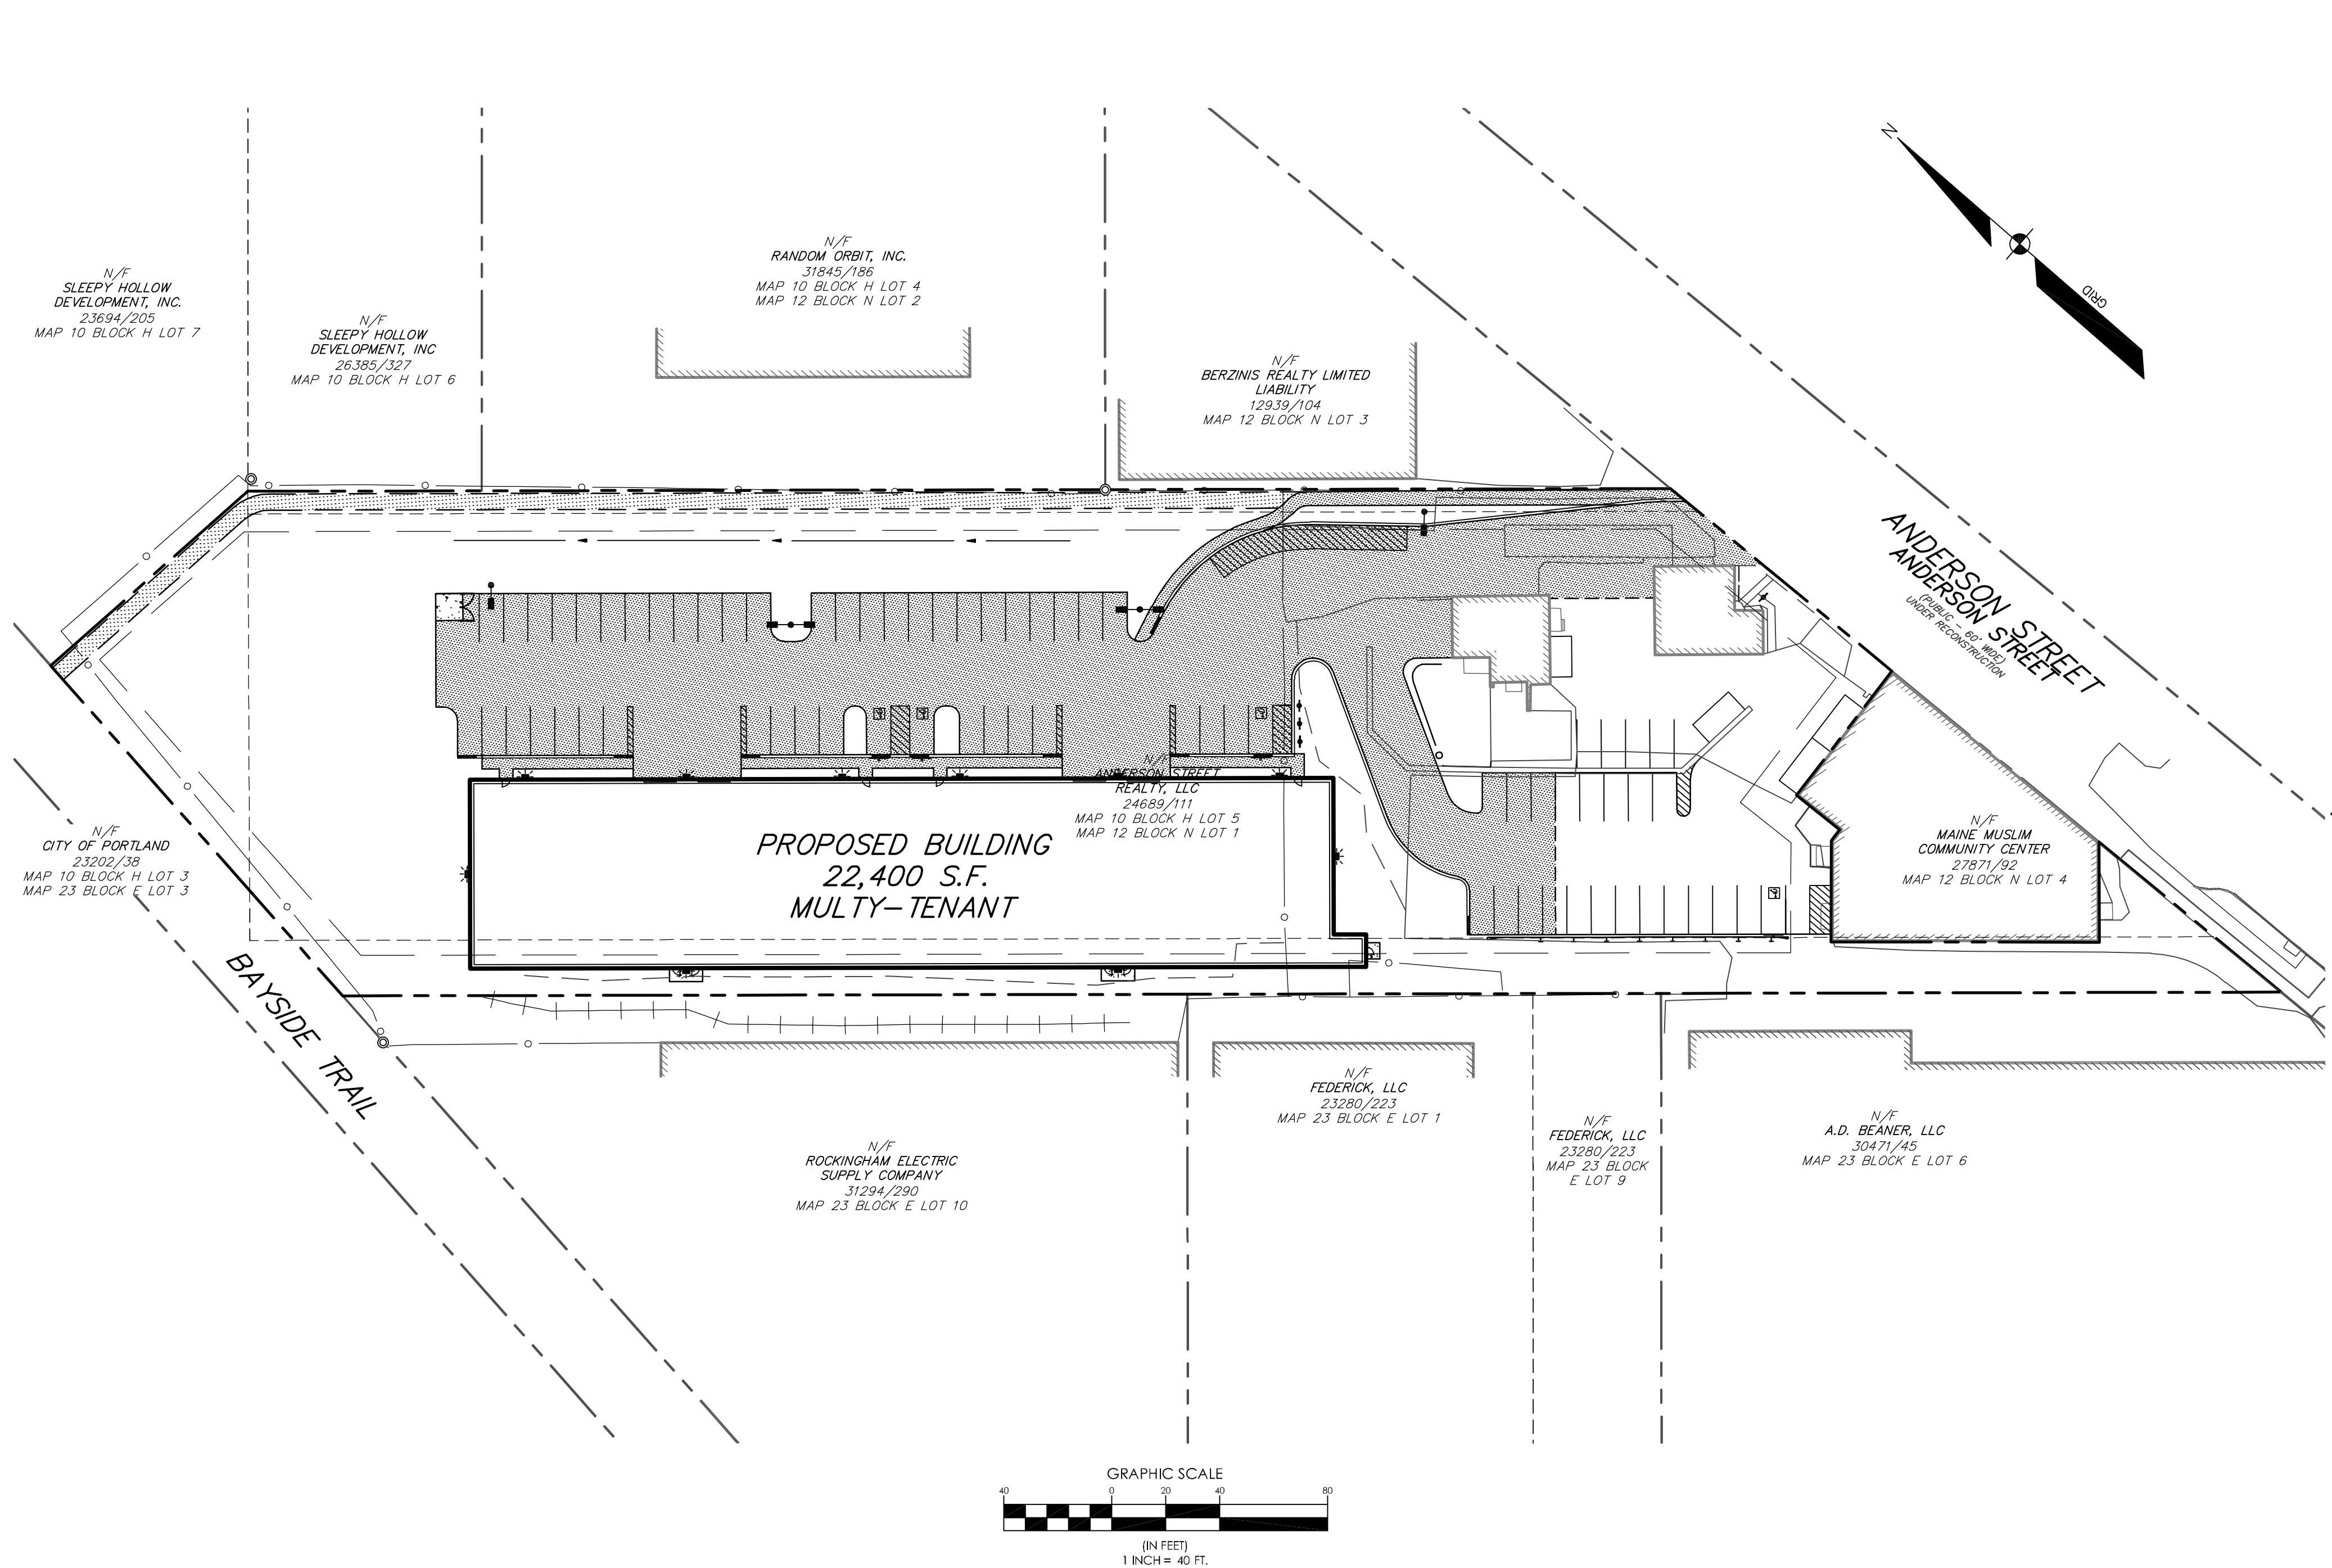 N
GRID
N/F
RANDOM ORBIT, INC.
31845/186
MAP 10 BLOCK H LOT 4
MAP 12 BLOCK N LOT 2
N/F
SLEEPY HOLLOW
DEVELOPMENT, INC.
23694/205
MAP 10 BLOCK H LOT 7
N/F
SLEEPY HOLLOW
DEVELOPMENT, INC
26385/327
MAP 10 BLOCK H LOT 6
N/F
BERZINIS REALTY LIMITED
LIABILITY
12939/104
MAP 12 BLOCK N LOT 3
ANDERSON STREET
ANDERSON STREET
(PUBLIC - 60' WIDE)
UNDER RECONSTRUCTION
N/F
ANDERSON STREET
REALTY, LLC
24689/111
MAP 10 BLOCK H LOT 5
MAP 12 BLOCK N LOT 1
PROPOSED BUILDING
22,400 S.F.
MULTY-TENANT
N/F
MAINE MUSLIM
COMMUNITY CENTER
27871/92
MAP 12 BLOCK N LOT 4
N/F
CITY OF PORTLAND
23202/38
MAP 10 BLOCK H LOT 3
MAP 23 BLOCK E LOT 3
BAYSIDE TRAIL
N/F
FEDERICK, LLC
23280/223
MAP 23 BLOCK E LOT 1
N/F
FEDERICK, LLC
23280/223
MAP 23 BLOCK
E LOT 9
N/F
A.D. BEANER, LLC
30471/45
MAP 23 BLOCK E LOT 6
N/F
ROCKINGHAM ELECTRIC
SUPPLY COMPANY
31294/290
MAP 23 BLOCK E LOT 10
GRAPHIC SCALE
40 0 20 40 80
(IN FEET)
1 INCH = 40 FT.